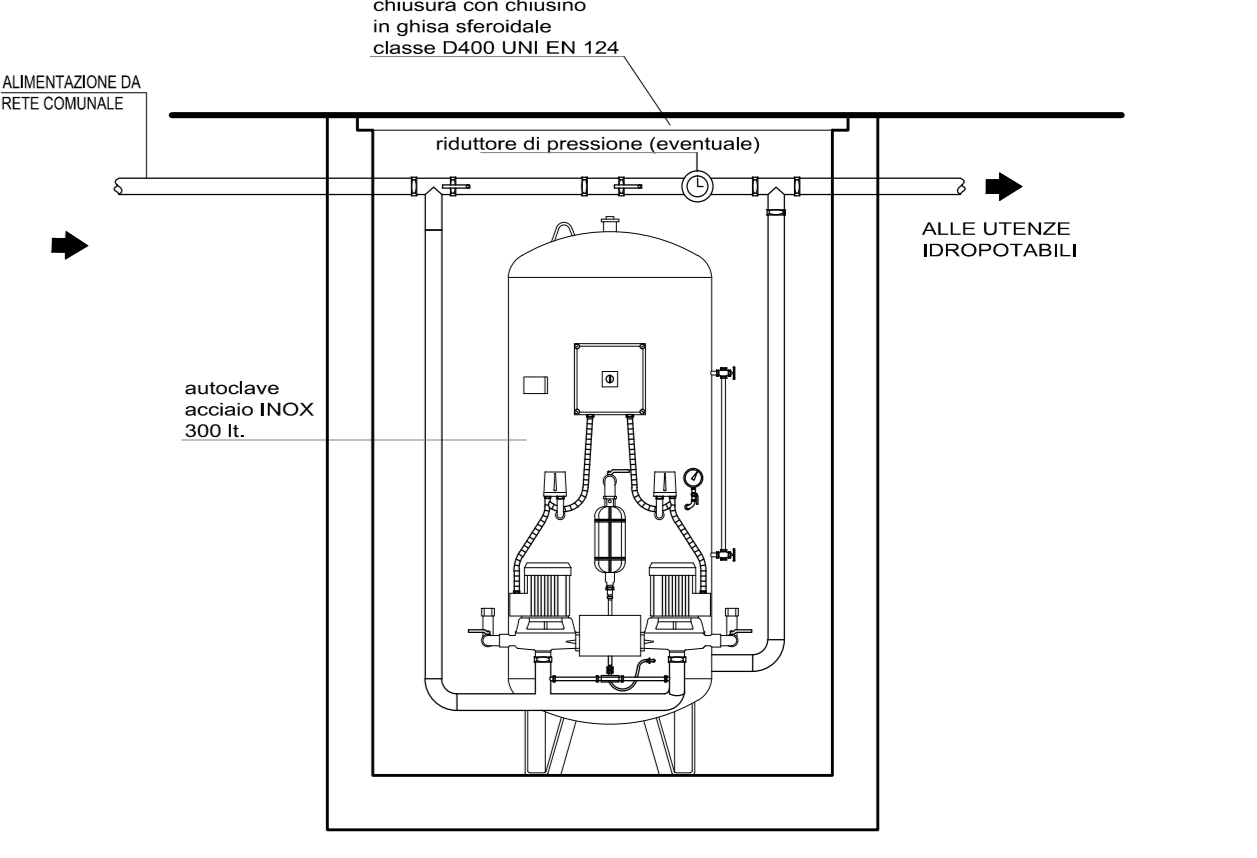 chiusura con chiusino
in ghisa sferoidale
classe D400 UNI EN 124
ALIMENTAZIONE DA
RETE COMUNALE
riduttore di pressione (eventuale)
ALLE UTENZE
IDROPOTABILI
autoclave
acciaio INOX
300 lt.